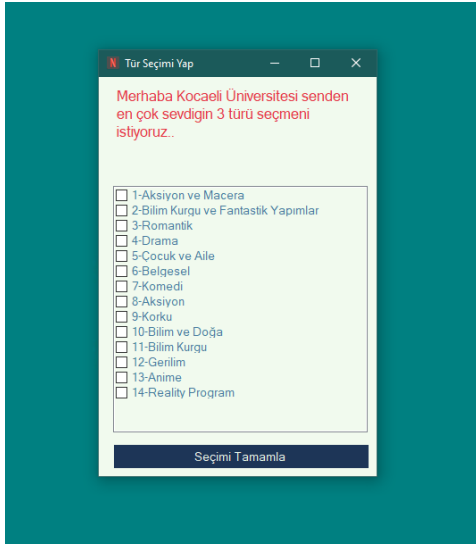 N Tür Seçimi Yap
Merhaba Kocaeli Üniversitesi senden
en çok sevdigin 3 türü seçmeni
istiyoruz..
1-Aksiyon ve Macera
2-Bilim Kurgu ve Fantastik Yapımlar
3-Romantik
4-Drama
5-Çocuk ve Aile
6-Belgesel
7-Komedi
8-Aksiyon
9-Korku
10-Bilim ve Doğa
11-Bilim Kurgu
12-Gerilim
13-Anime
14-Reality Program
Seçimi Tamamla